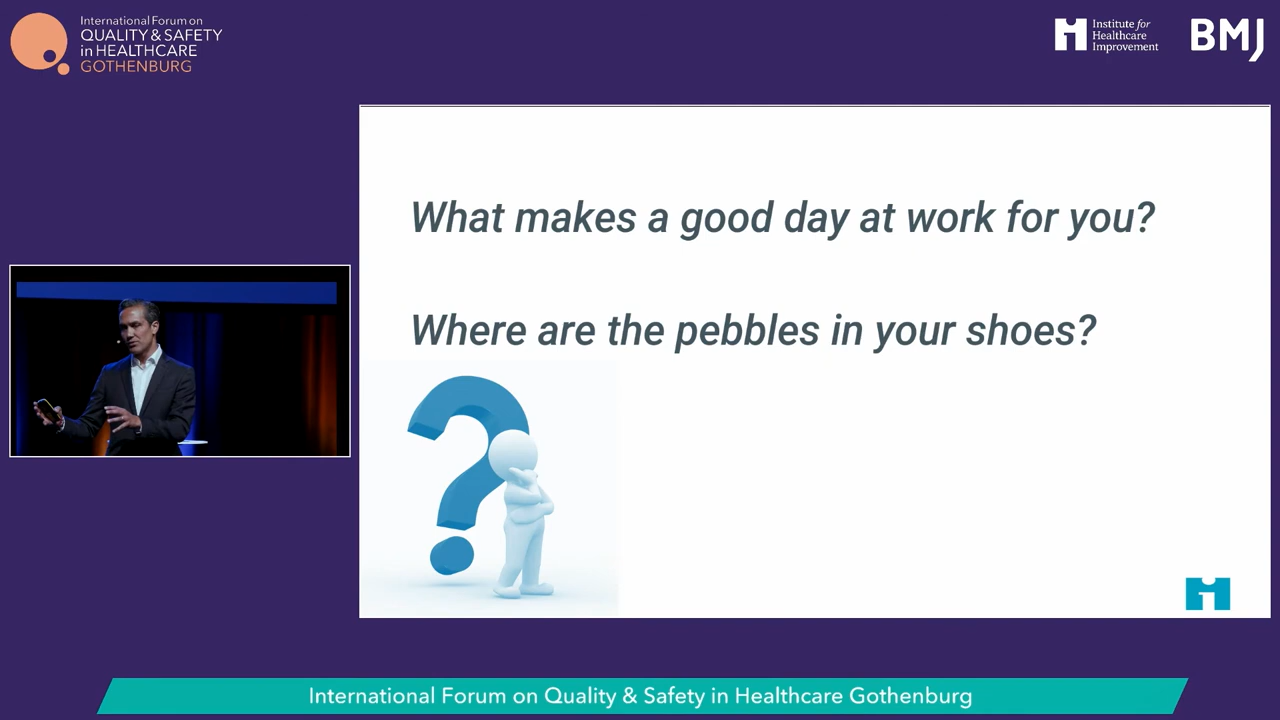 International Forum on
QUALITY & SAFETY
in HEALTHCARE
GOTHENBURG
Institute for
Healthcare
Improvement
BMJ
What makes a good day at work for you?
Where are the pebbles in your shoes?
International Forum on Quality & Safety in Healthcare Gothenburg